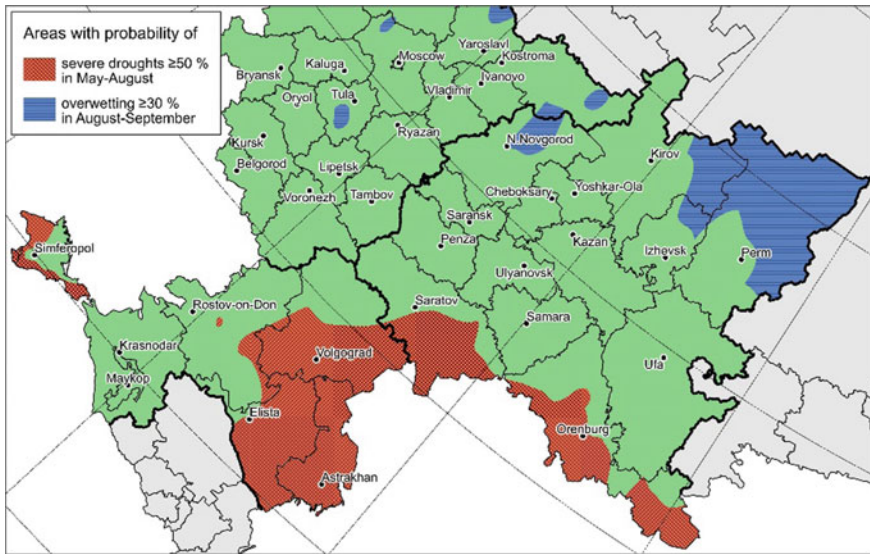 Areas with probability of
severe droughts ≥50 %
in May-August
overwetting ≥30 %
in August-September
Yaroslavl
Kostroma
Moscow
Kaluga
Bryansk
Ivanovo
Vladimir
Tula
Oryol
Ryazan
Kursk
N.Novgorod
Kirov
Belgorod
Lipetsk
Cheboksary
Yoshkar-Ola
Voronezh
Tambov
Saransk
Penza
Kazan
Izhevsk
Perm
Simferopol
Ulyanovsk
Rostov-on-Don
Saratov
Samara
Krasnodar
Volgograd
Ufa
Maykop
Elista
Orenburg
Astrakhan